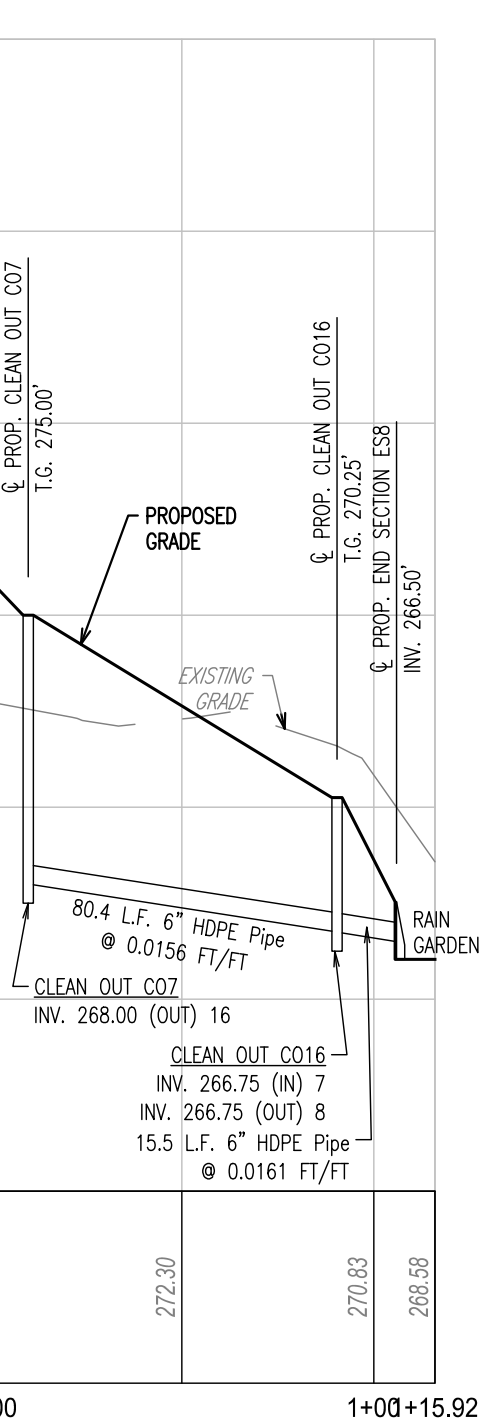 ℄ PROP. CLEAN OUT CO7
T.G. 275.00'
℄ PROP. CLEAN OUT CO16
T.G. 270.25'
℄ PROP. END SECTION ES8
INV. 266.50'
PROPOSED
GRADE
EXISTING
GRADE
80.4 L.F. 6" HDPE Pipe
@ 0.0156 FT/FT
RAIN
GARDEN
CLEAN OUT CO7
INV. 268.00 (OUT) 16
CLEAN OUT CO16
INV. 266.75 (IN) 7
INV. 266.75 (OUT) 8
15.5 L.F. 6" HDPE Pipe
@ 0.0161 FT/FT
272.30
270.83
268.58
00
1+00
1+15.92